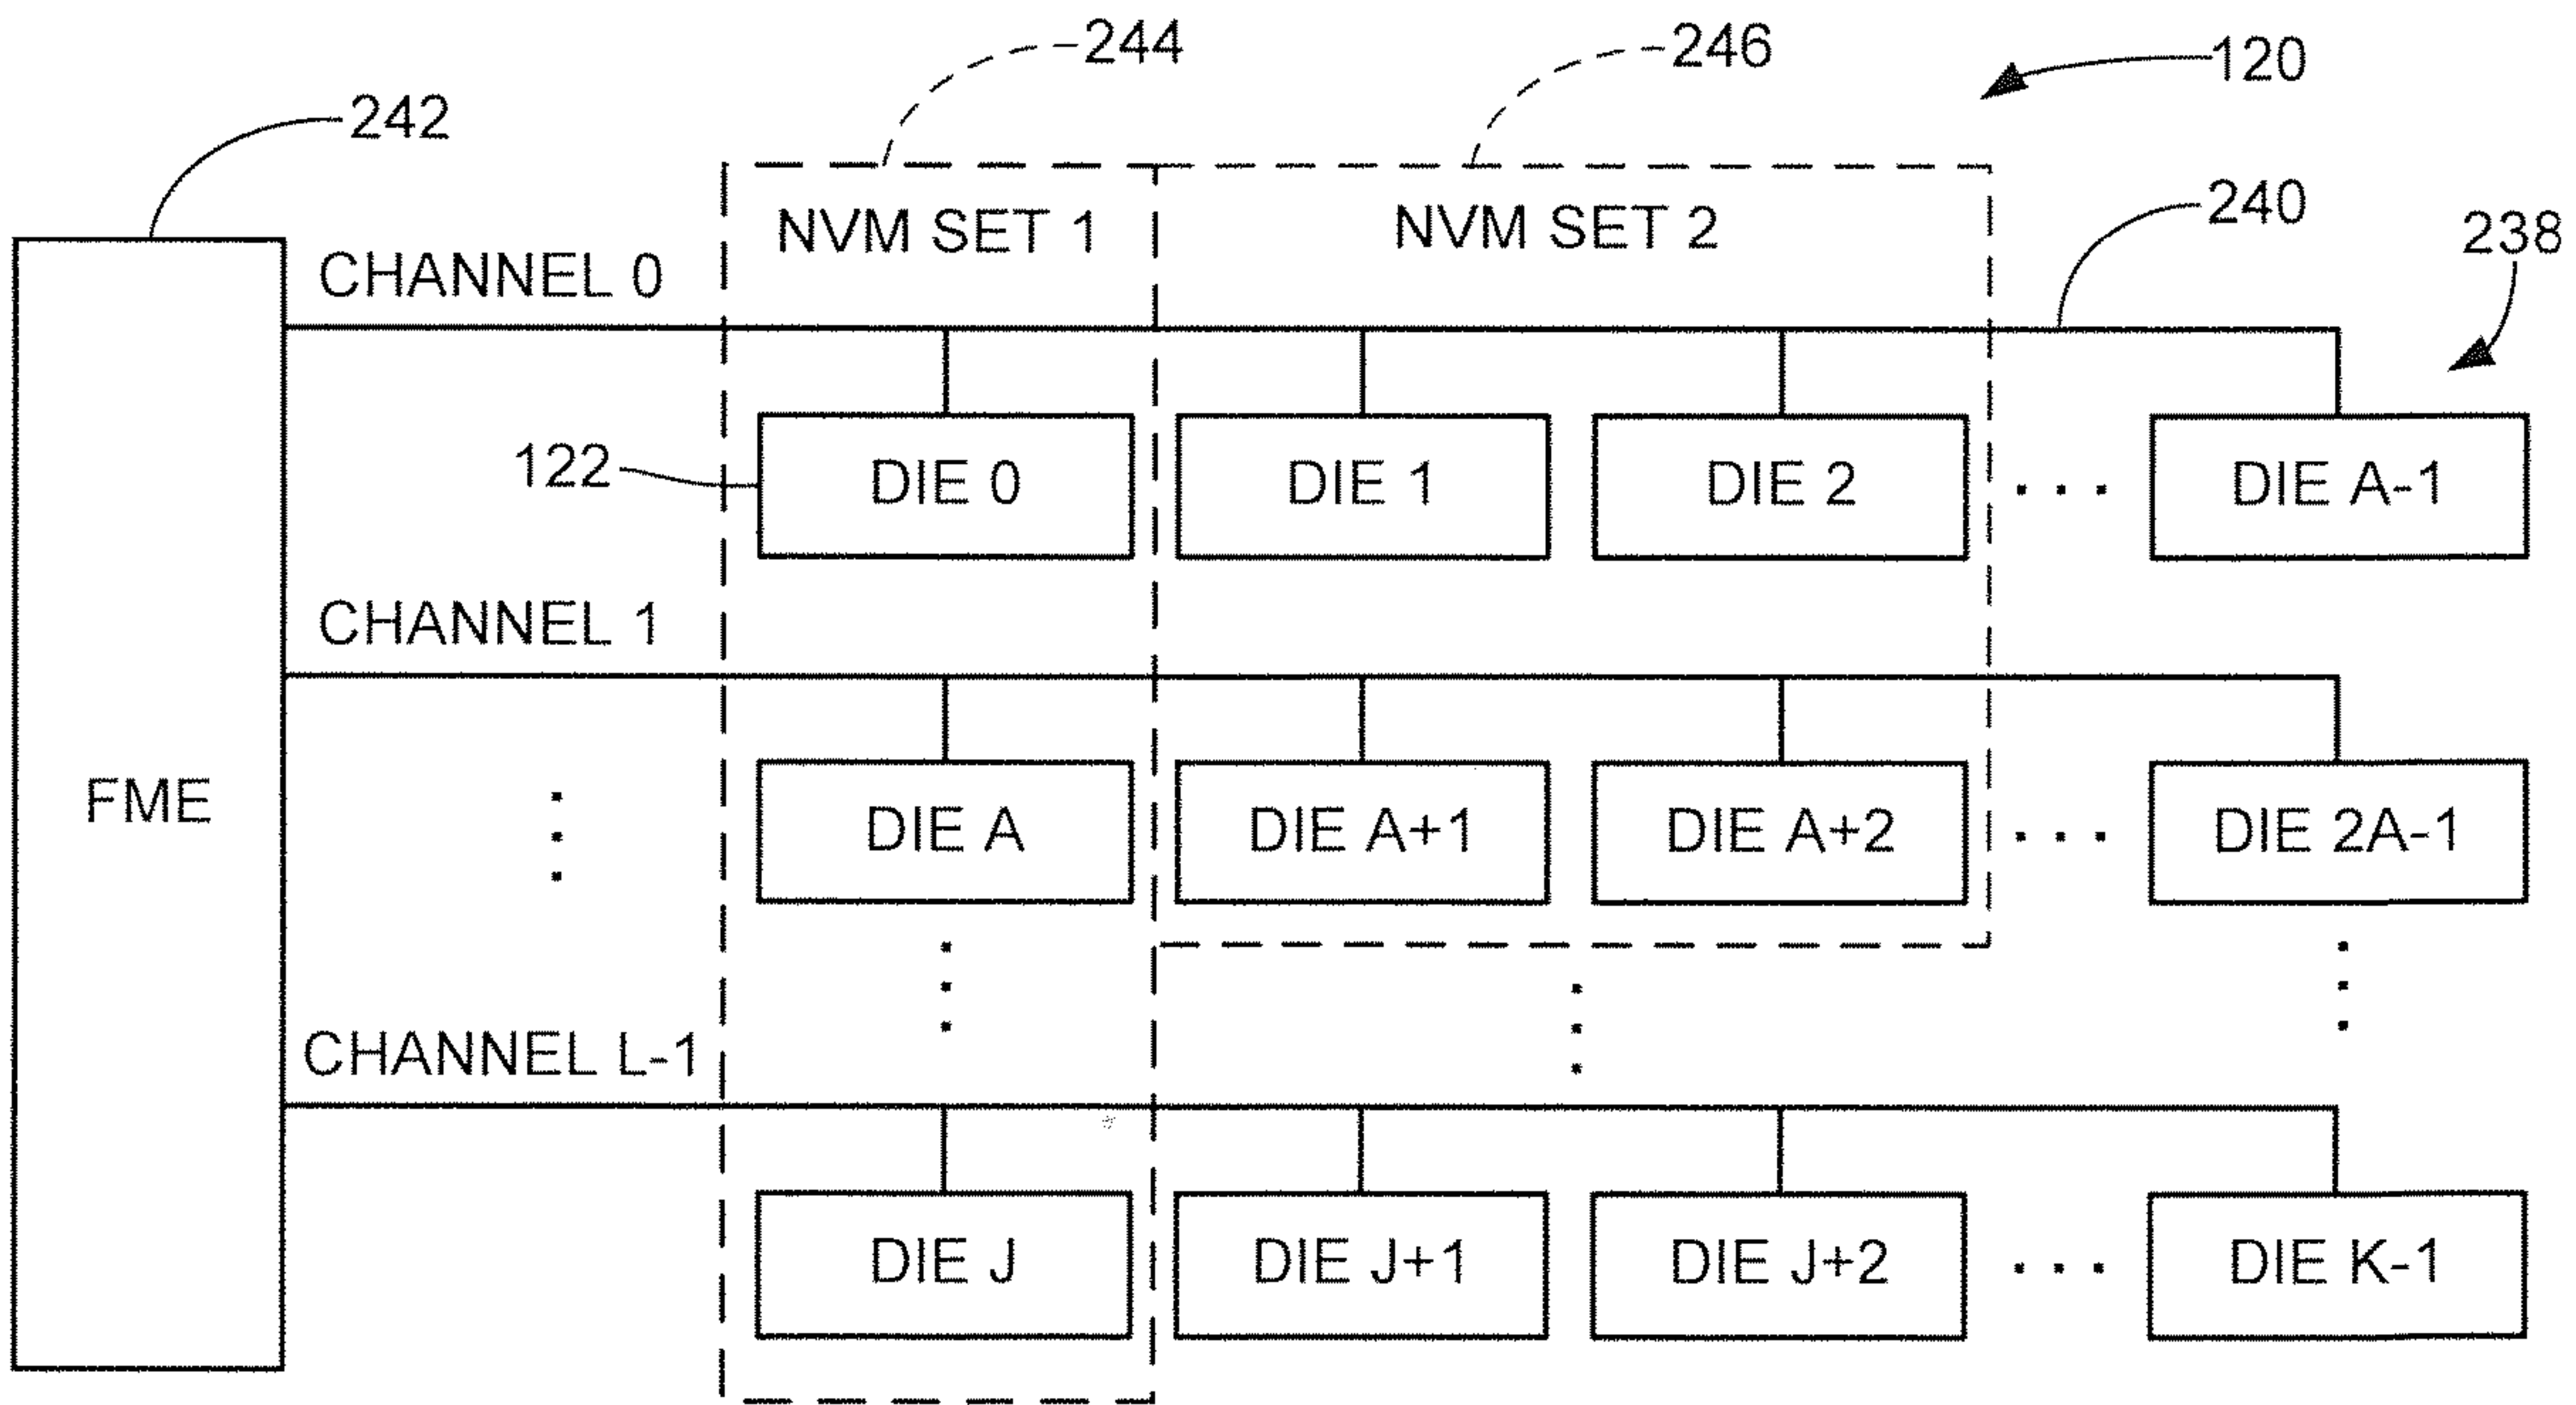 244
246
120
242
240
238
NVM SET 1
NVM SET 2
CHANNEL 0
122
DIE 0
DIE 1
DIE 2
. . .
DIE A-1
CHANNEL 1
FME
DIE A
DIE A+1
DIE A+2
. . .
DIE 2A-1
CHANNEL L-1
DIE J
DIE J+1
DIE J+2
. . .
DIE K-1